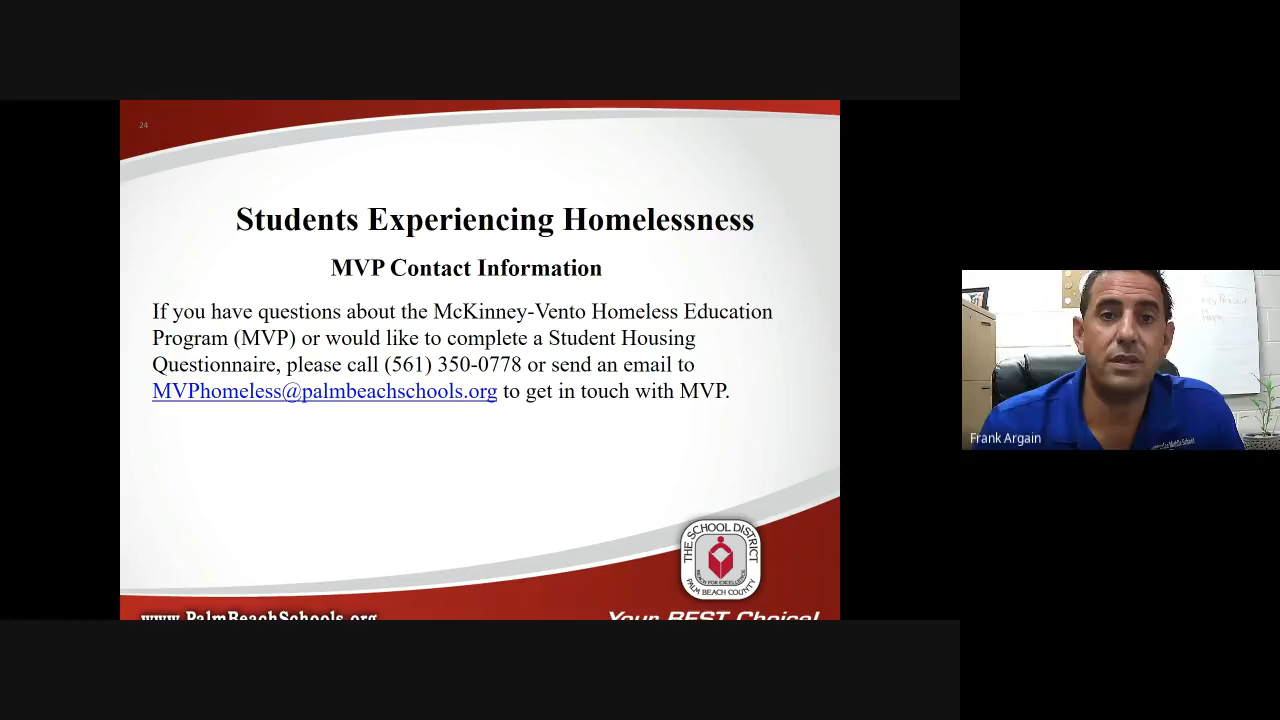 24
Students Experiencing Homelessness
MVP Contact Information
If you have questions about the McKinney-Vento Homeless Education
Program (MVP) or would like to complete a Student Housing
Questionnaire, please call (561) 350-0778 or send an email to
MVPhomeless@palmbeachschools.org to get in touch with MVP.
THE SCHOOL DISTRICT
REACH FOR EXCELLENCE
PALM BEACH COUNTY
www.PalmBeachSchools.org
Your BEST Choice!
Frank Argain